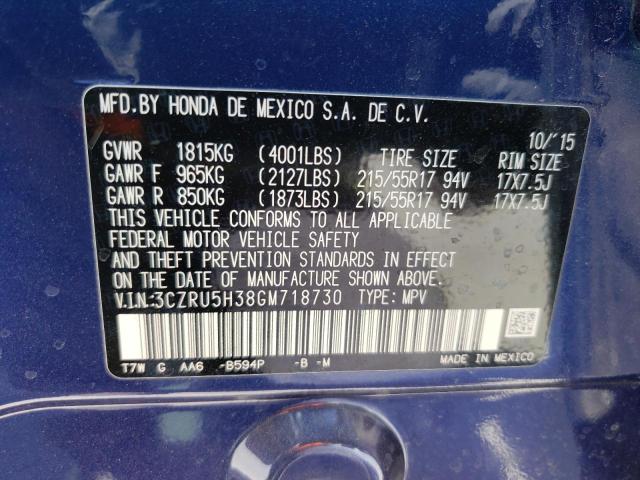 MFD.BY HONDA DE MEXICO S.A. DE C.V.
10/'15
GVWR 1815KG (4001LBS) TIRE SIZE RIM SIZE
GAWR F 965KG (2127LBS) 215/55R17 94V 17X7.5J
GAWR R 850KG (1873LBS) 215/55R17 94V 17X7.5J
THIS VEHICLE CONFORMS TO ALL APPLICABLE
FEDERAL MOTOR VEHICLE SAFETY
AND THEFT PREVENTION STANDARDS IN EFFECT
ON THE DATE OF MANUFACTURE SHOWN ABOVE.
V.I.N.:3CZRU5H38GM718730 TYPE: MPV
T7W G AA6 -B594P -B -M MADE IN MEXICO